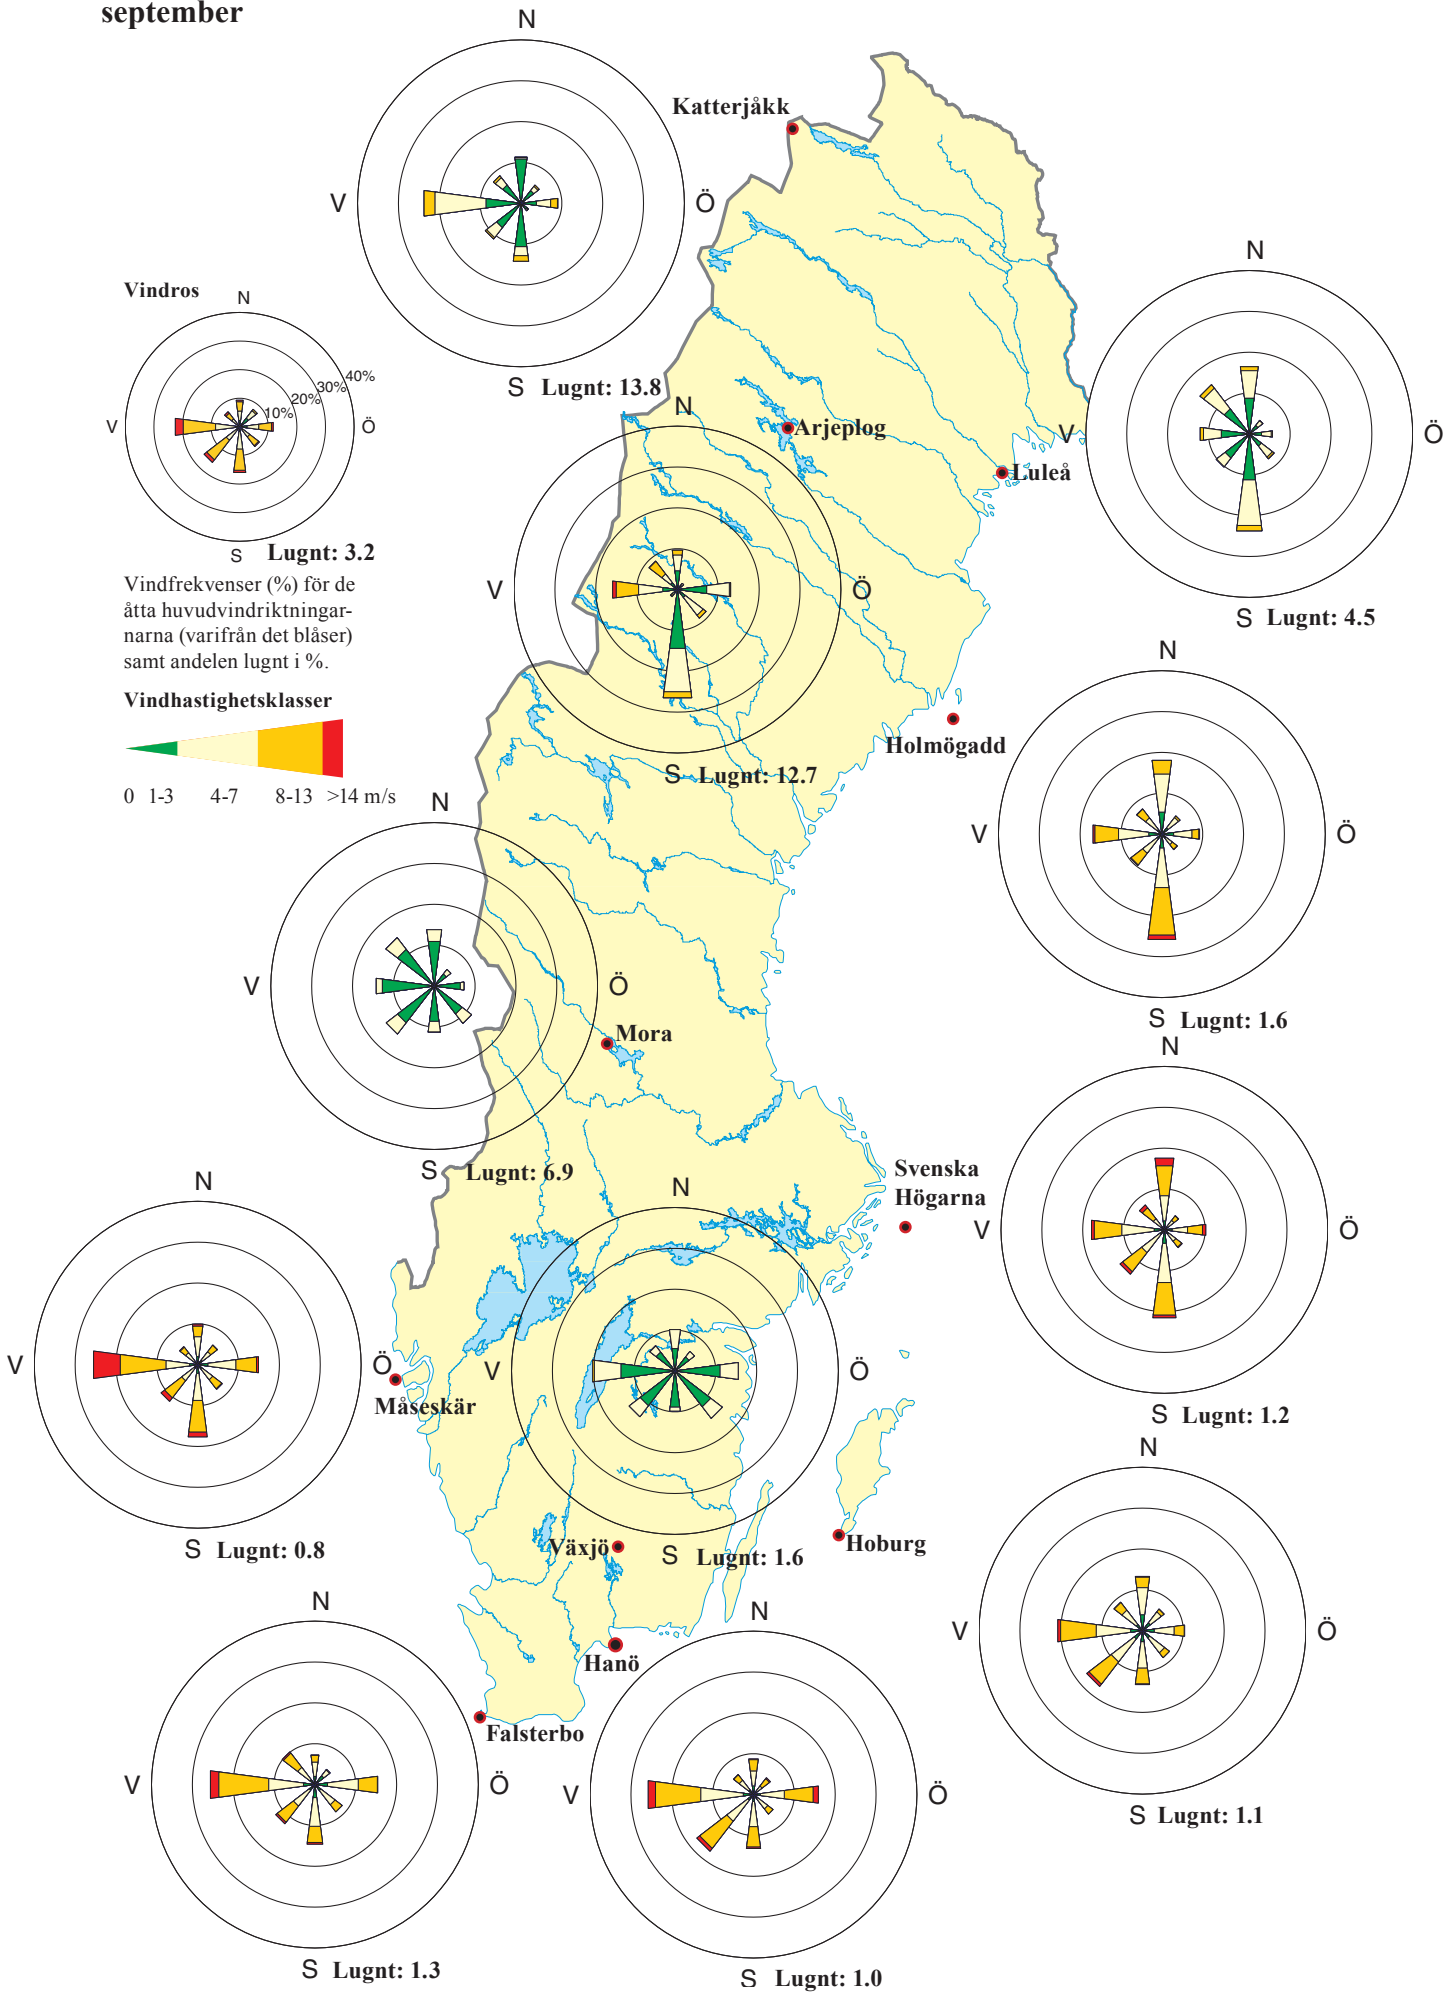 september
N
V
Ö
S Lugnt: 13.8
Katterjåkk
Vindros
N
40%
30%
20%
10%
V
Ö
S Lugnt: 3.2
Vindfrekvenser (%) för de
åtta huvudvindriktningar-
narna (varifrån det blåser)
samt andelen lugnt i %.
Vindhastighetsklasser
0 1-3 4-7 8-13 >14 m/s
N
V
Ö
S Lugnt: 4.5
Arjeplog
Luleå
N
V
Ö
S Lugnt: 12.7
Holmögadd
N
V
Ö
S Lugnt: 1.6
N
V
Ö
S Lugnt: 6.9
Mora
N
V
Ö
S Lugnt: 1.2
Svenska
Högarna
N
V
Ö
S Lugnt: 0.8
Måseskär
N
V
Ö
S Lugnt: 1.6
Växjö
Hoburg
N
V
Ö
S Lugnt: 1.1
Hanö
Falsterbo
N
V
Ö
S Lugnt: 1.3
N
V
Ö
S Lugnt: 1.0